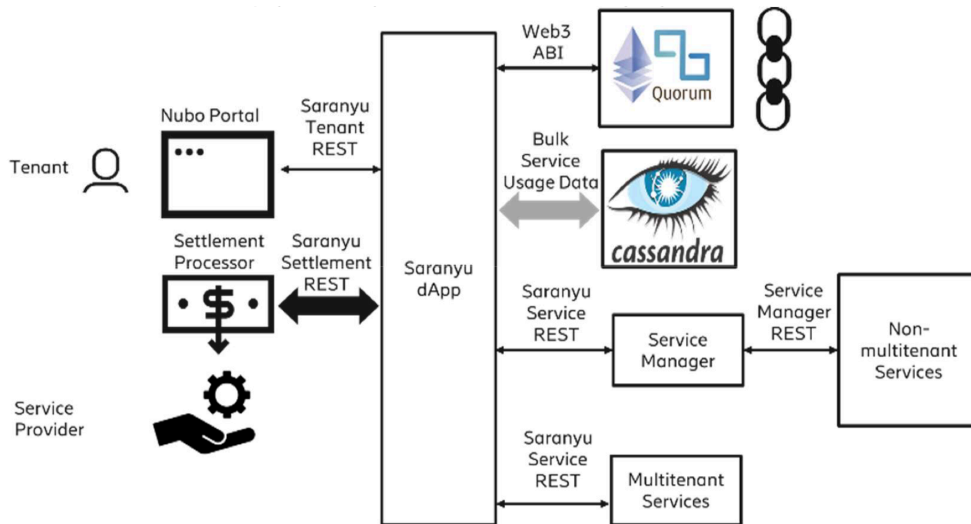 Web3
ABI
Quorum
Nubo Portal
Saranyu
Tenant
REST
Tenant
Bulk
Service
Usage Data
cassandra
Settlement
Processor
Saranyu
Settlement
REST
$
Saranyu
dApp
Saranyu
Service
REST
Service
Manager
Service
Manager
REST
Non-
multitenant
Services
Service
Provider
Saranyu
Service
REST
Multitenant
Services